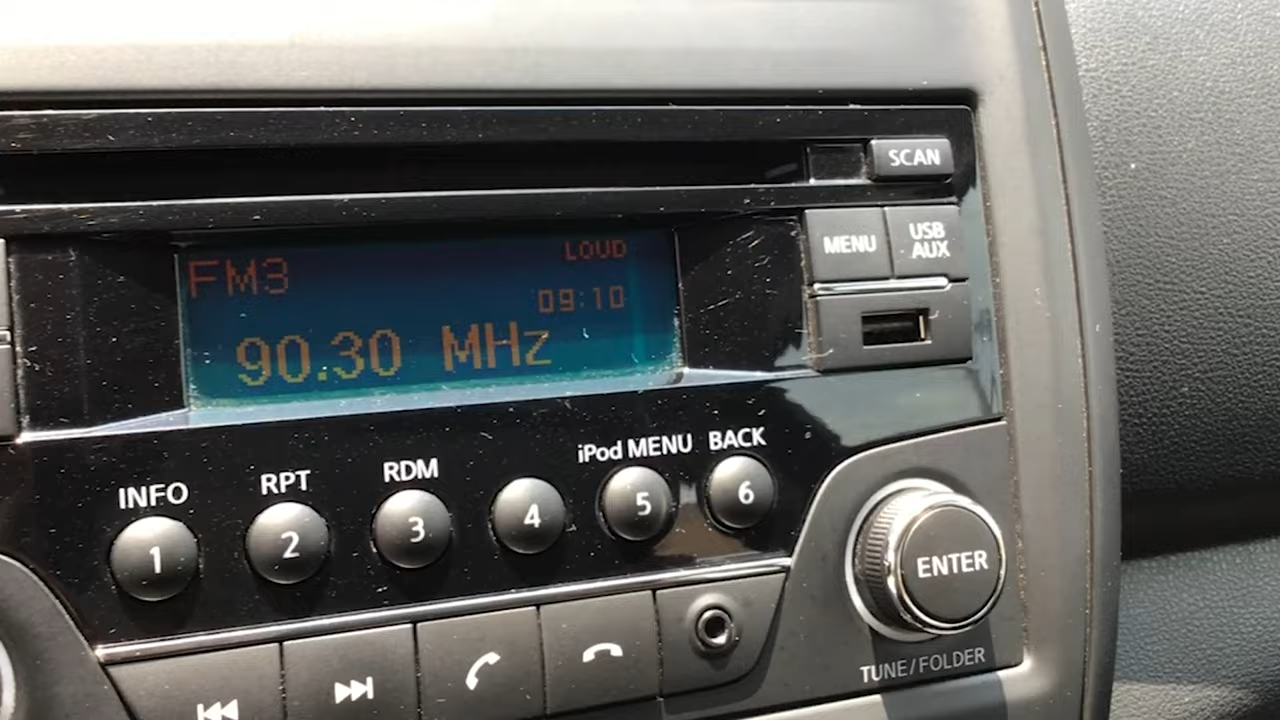 SCAN
MENU
USB
AUX
FM3
LOUD
09:10
90.30 MHz
INFO
RPT
RDM
iPod MENU
BACK
1
2
3
4
5
6
ENTER
TUNE/FOLDER